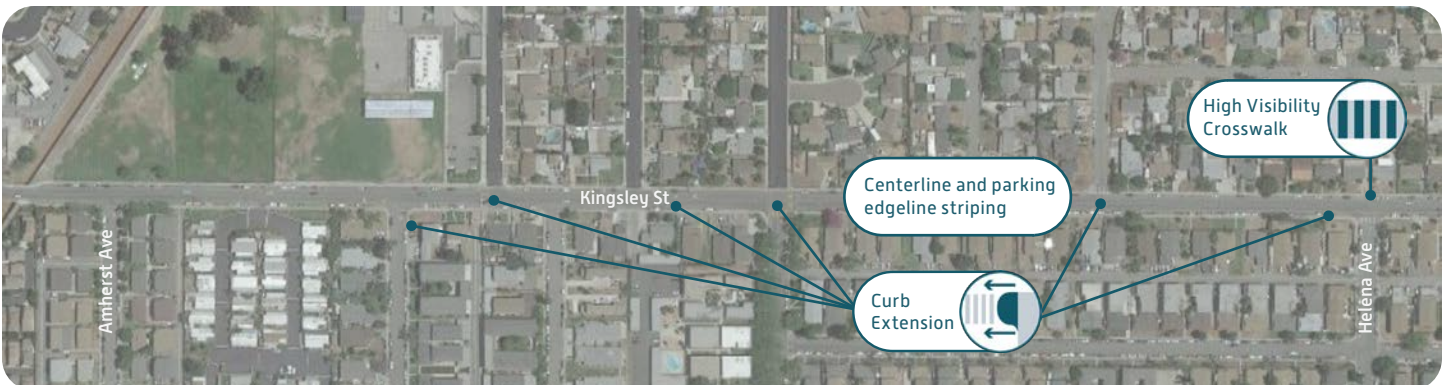 High Visibility
Crosswalk
Centerline and parking
edgeline striping
Kingsley St
Amherst Ave
Helena Ave
Curb
Extension